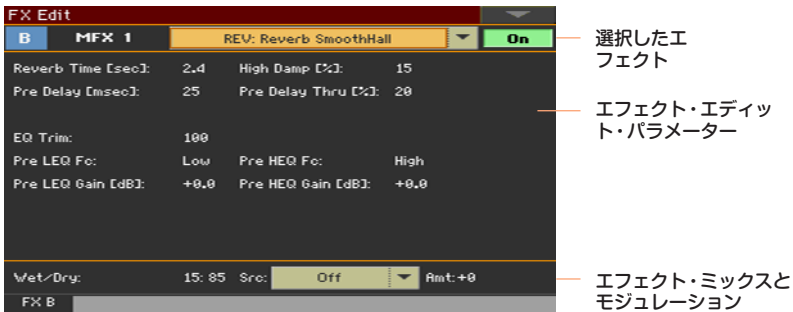 FX Edit
B MFX 1 REV: Reverb SmoothHall On
選択したエ
フェクト
Reverb Time [sec]: 2.4 High Damp [%]: 15
Pre Delay [msec]: 25 Pre Delay Thru [%]: 20
エフェクト・エディッ
ト・パラメーター
EQ Trim: 100
Pre LEQ Fc: Low Pre HEQ Fc: High
Pre LEQ Gain [dB]: +0.0 Pre HEQ Gain [dB]: +0.0
Wet/Dry: 15: 85 Src: Off Amt:+0
エフェクト・ミックスと
モジュレーション
FX B